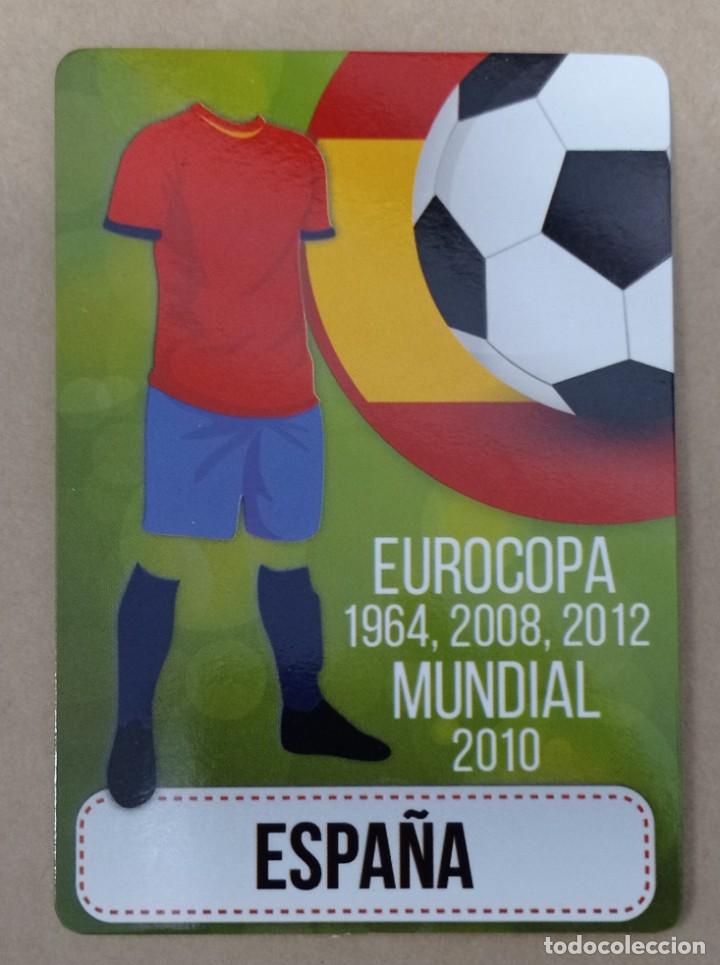 EUROCOPA
1964, 2008, 2012
MUNDIAL
2010
ESPAÑA
todocoleccion